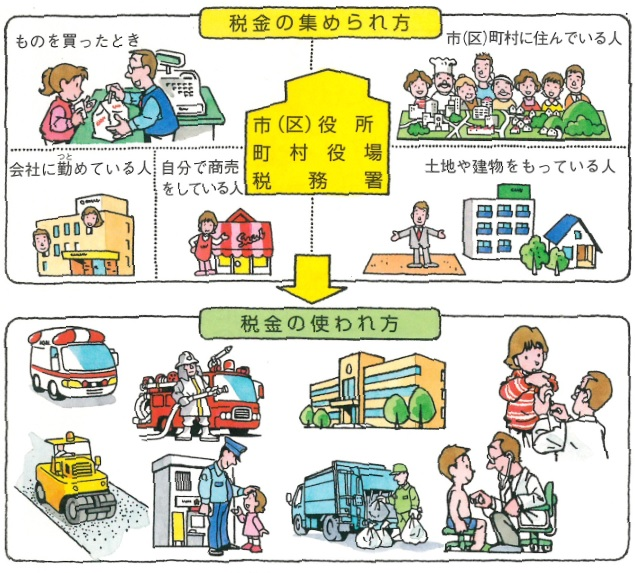 税金の集められ方
ものを買ったとき
市(区)町村に住んでいる人
市(区)役所
町村役場
税務署
会社に勤めている人
つと
自分で商売
をしている人
土地や建物をもっている人
税金の使われ方